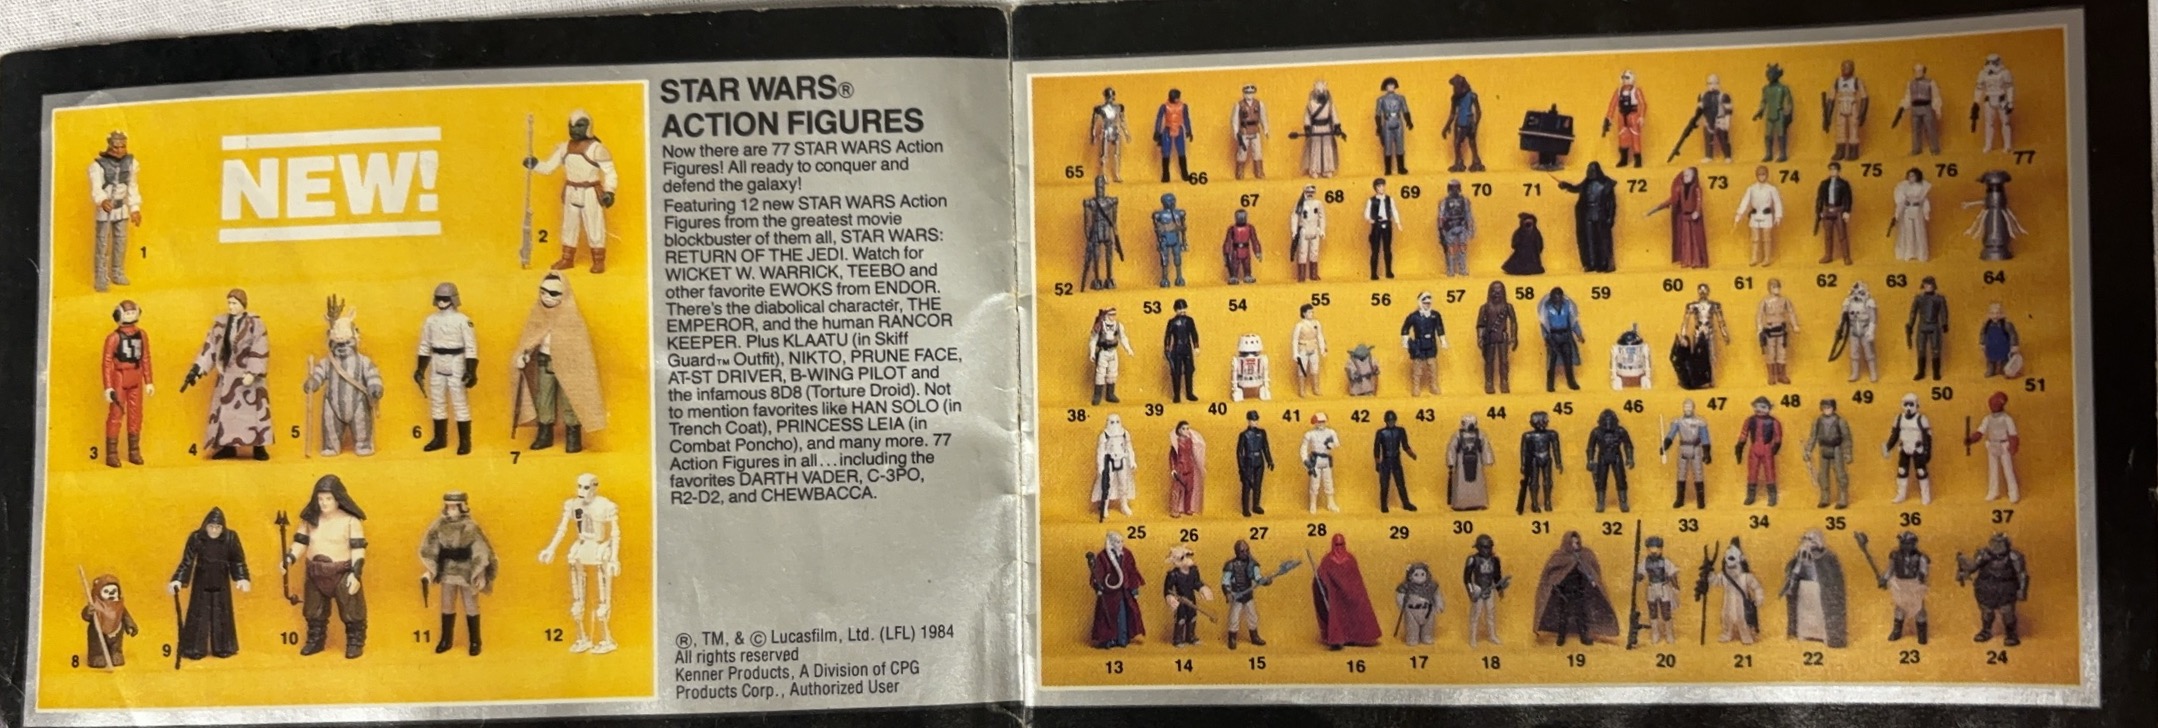 NEW!
1
2
3
4
5
6
7
8
9
10
11
12
STAR WARS®
ACTION FIGURES
Now there are 77 STAR WARS Action
Figures! All ready to conquer and
defend the galaxy!
Featuring 12 new STAR WARS Action
Figures from the greatest movie
blockbuster of them all, STAR WARS:
RETURN OF THE JEDI. Watch for
WICKET W. WARRICK, TEEBO and
other favorite EWOKS from ENDOR.
There's the diabolical character, THE
EMPEROR, and the human RANCOR
KEEPER. Plus KLAATU (in Skiff
Guard™ Outfit), NIKTO, PRUNE FACE,
AT-ST DRIVER, B-WING PILOT and
the infamous 8D8 (Torture Droid). Not
to mention favorites like HAN SOLO (in
Trench Coat), PRINCESS LEIA (in
Combat Poncho), and many more. 77
Action Figures in all...including the
favorites DARTH VADER, C-3PO,
R2-D2, and CHEWBACCA.
®, TM, & © Lucasfilm, Ltd. (LFL) 1984
All rights reserved
Kenner Products, A Division of CPG
Products Corp., Authorized User
65 66 67 68 69 70 71 72 73 74 75 76 77
52 53 54 55 56 57 58 59 60 61 62 63 64
38 39 40 41 42 43 44 45 46 47 48 49 50 51
25 26 27 28 29 30 31 32 33 34 35 36 37
13 14 15 16 17 18 19 20 21 22 23 24